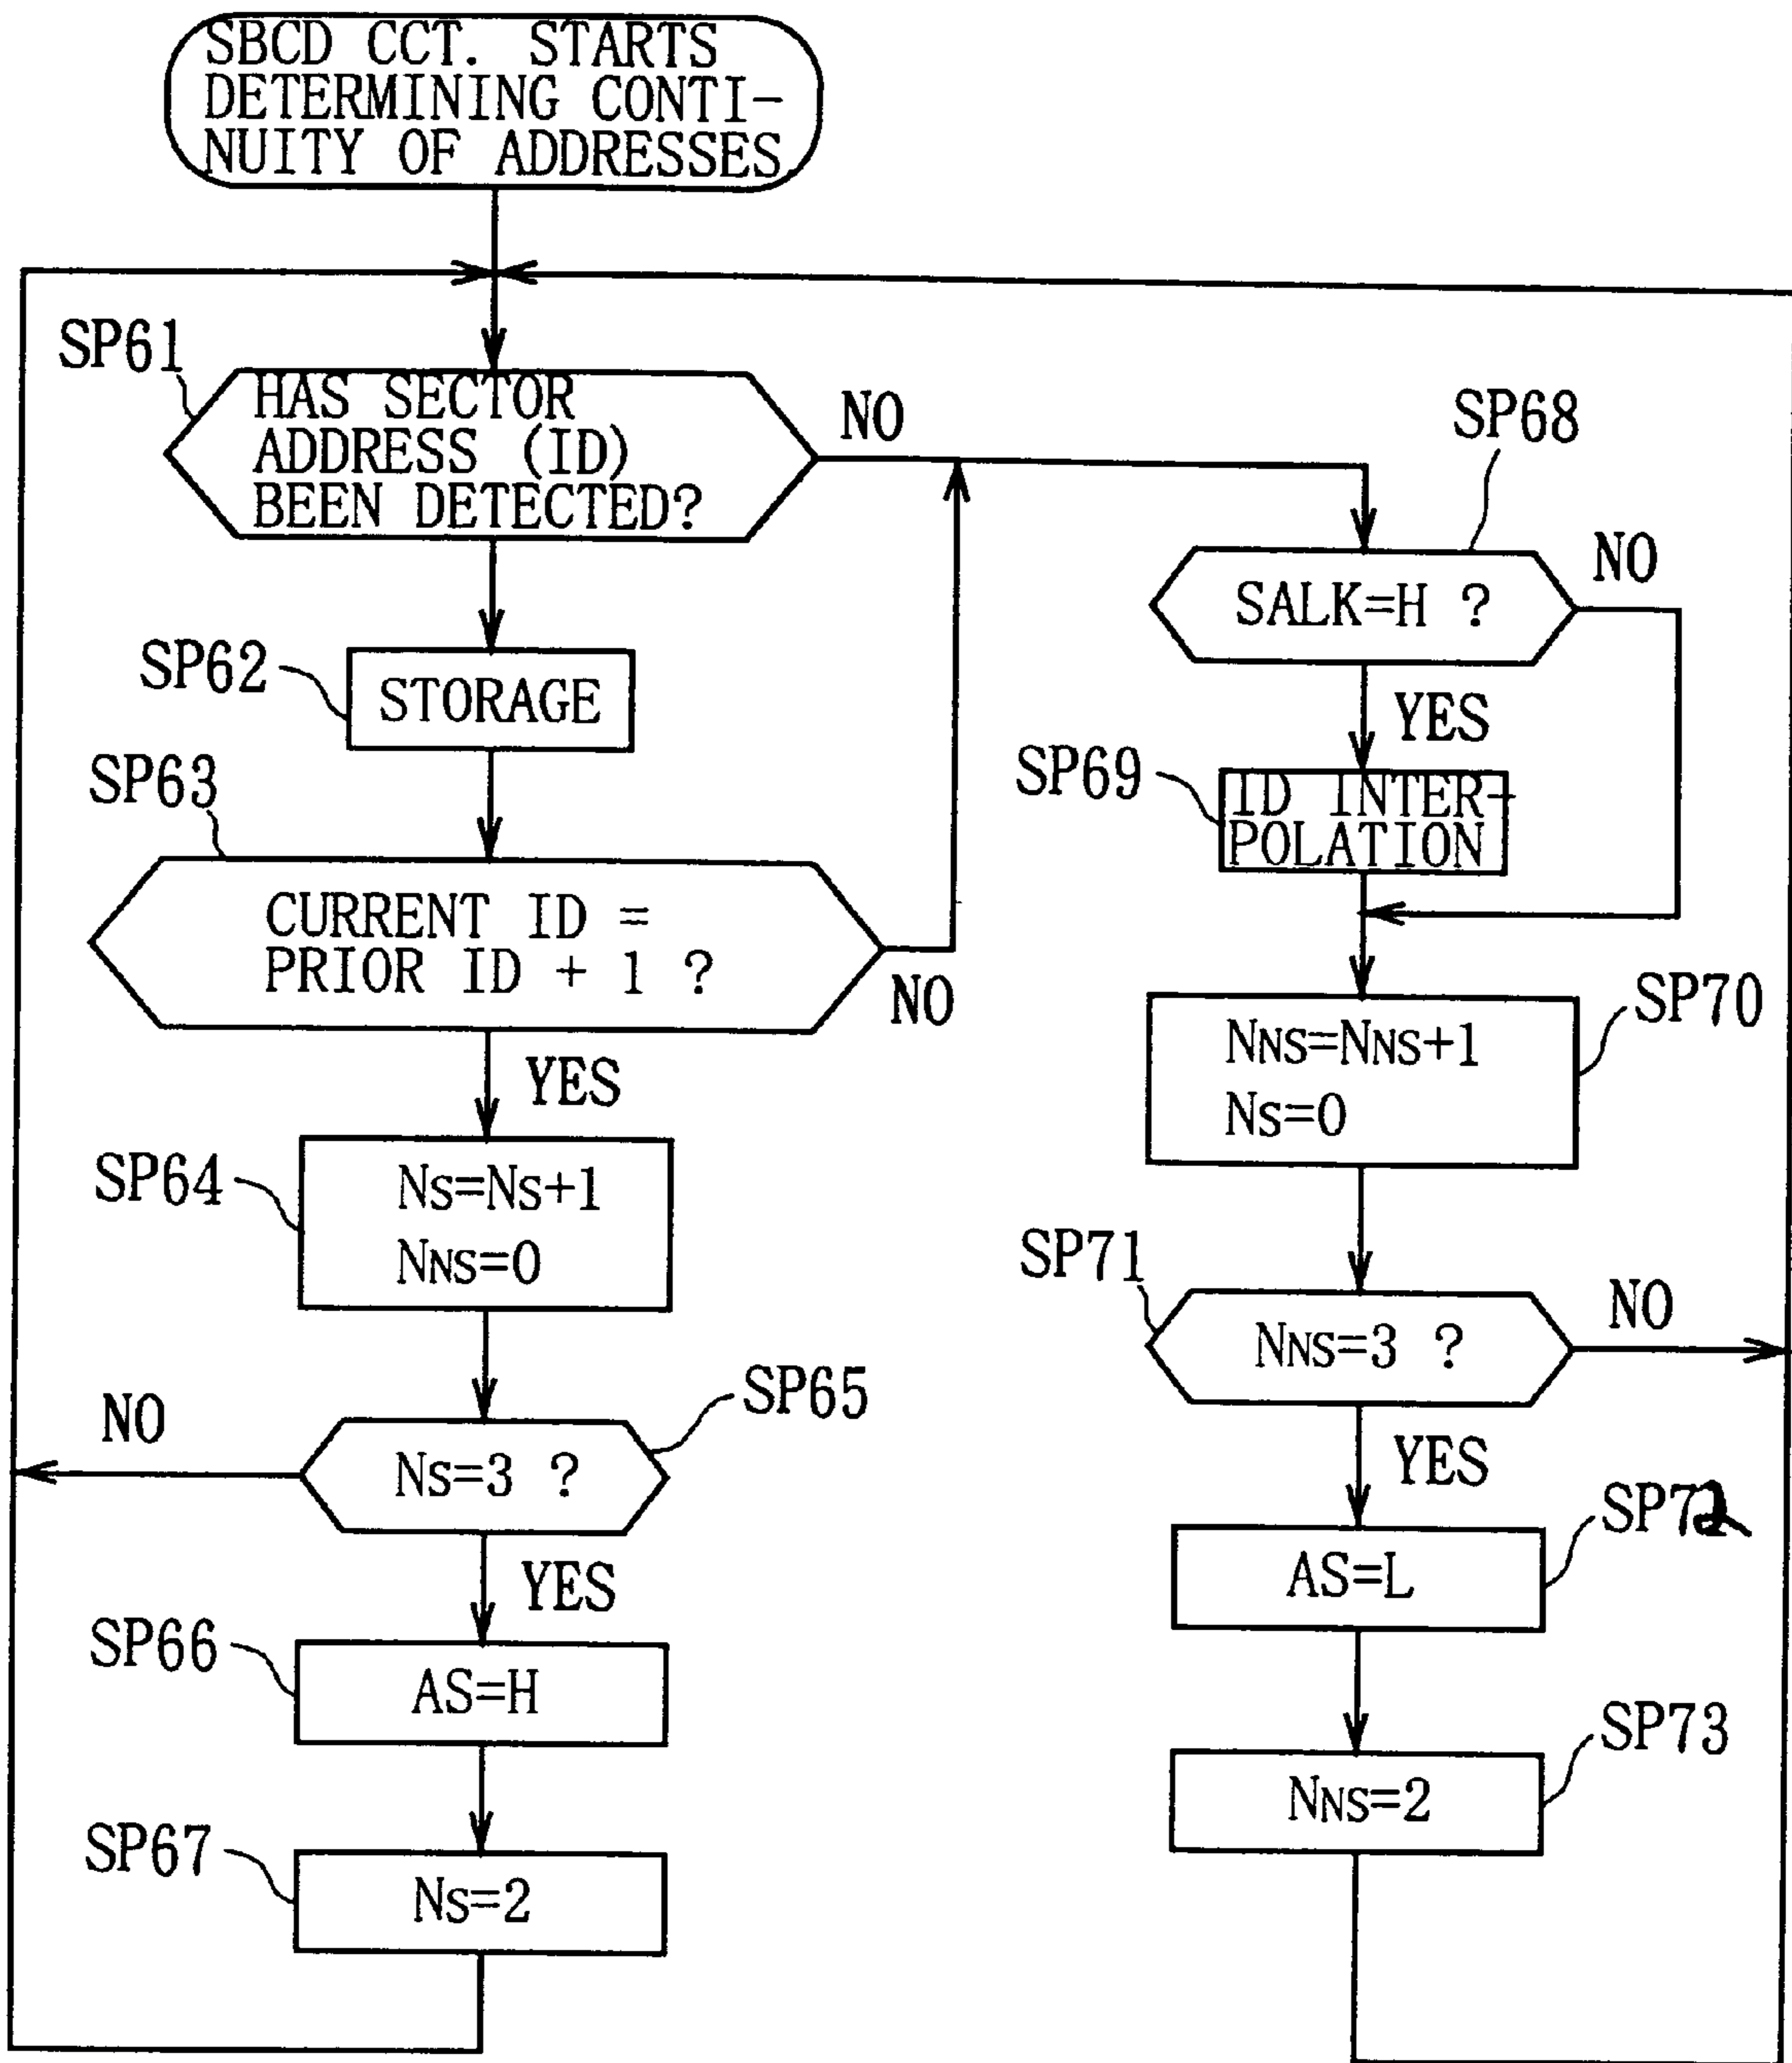 SBCD CCT. STARTS
DETERMINING CONTI-
NUITY OF ADDRESSES
SP61
HAS SECTOR
ADDRESS (ID)
BEEN DETECTED?
NO
SP62
STORAGE
SP63
CURRENT ID =
PRIOR ID + 1 ?
NO
YES
SP64
NS=NS+1
NNS=0
SP65
NS=3 ?
NO
YES
SP66
AS=H
SP67
NS=2
SP68
SALK=H ?
NO
YES
SP69
ID INTER-
POLATION
SP70
NNS=NNS+1
NS=0
SP71
NNS=3 ?
NO
YES
SP72
AS=L
SP73
NNS=2